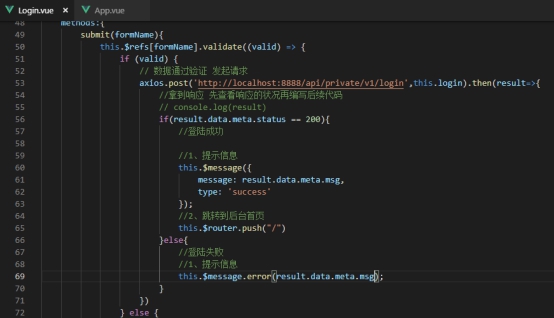 Login.vue × App.vue
48 methods:{
49 submit(formName){
50 this.$refs[formName].validate((valid) => {
51 if (valid) {
52 // 数据通过验证 发起请求
53 axios.post('http://localhost:8888/api/private/v1/login',this.login).then(result=>{
54 //拿到响应 先查看响应的状况再编写后续代码
55 // console.log(result)
56 if(result.data.meta.status == 200){
57 //登陆成功
58
59 //1、提示信息
60 this.$message({
61 message: result.data.meta.msg,
62 type: 'success'
63 });
64 //2、跳转到后台首页
65 this.$router.push("/")
66 }else{
67 //登陆失败
68 //1、提示信息
69 this.$message.error(result.data.meta.msg);
70 }
71 })
72 } else {